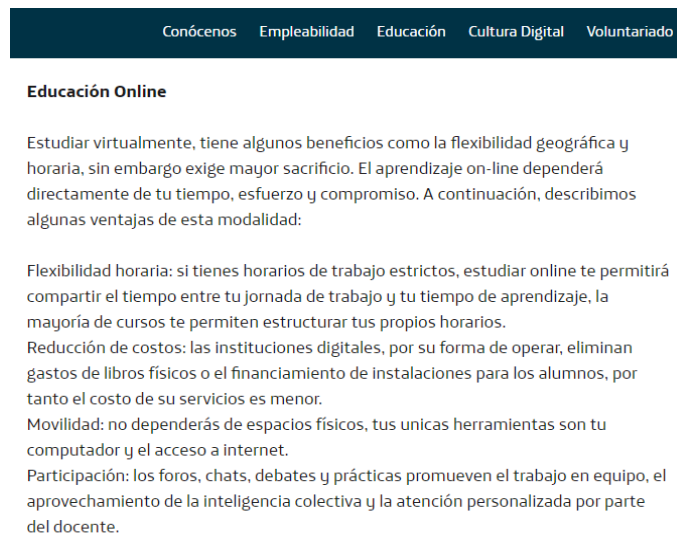 Conócenos Empleabilidad Educación Cultura Digital Voluntariado
Educación Online
Estudiar virtualmente, tiene algunos beneficios como la flexibilidad geográfica y
horaria, sin embargo exige mayor sacrificio. El aprendizaje on-line dependerá
directamente de tu tiempo, esfuerzo y compromiso. A continuación, describimos
algunas ventajas de esta modalidad:
Flexibilidad horaria: si tienes horarios de trabajo estrictos, estudiar online te permitirá
compartir el tiempo entre tu jornada de trabajo y tu tiempo de aprendizaje, la
mayoría de cursos te permiten estructurar tus propios horarios.
Reducción de costos: las instituciones digitales, por su forma de operar, eliminan
gastos de libros físicos o el financiamiento de instalaciones para los alumnos, por
tanto el costo de su servicios es menor.
Movilidad: no dependerás de espacios físicos, tus unicas herramientas son tu
computador y el acceso a internet.
Participación: los foros, chats, debates y prácticas promueven el trabajo en equipo, el
aprovechamiento de la inteligencia colectiva y la atención personalizada por parte
del docente.